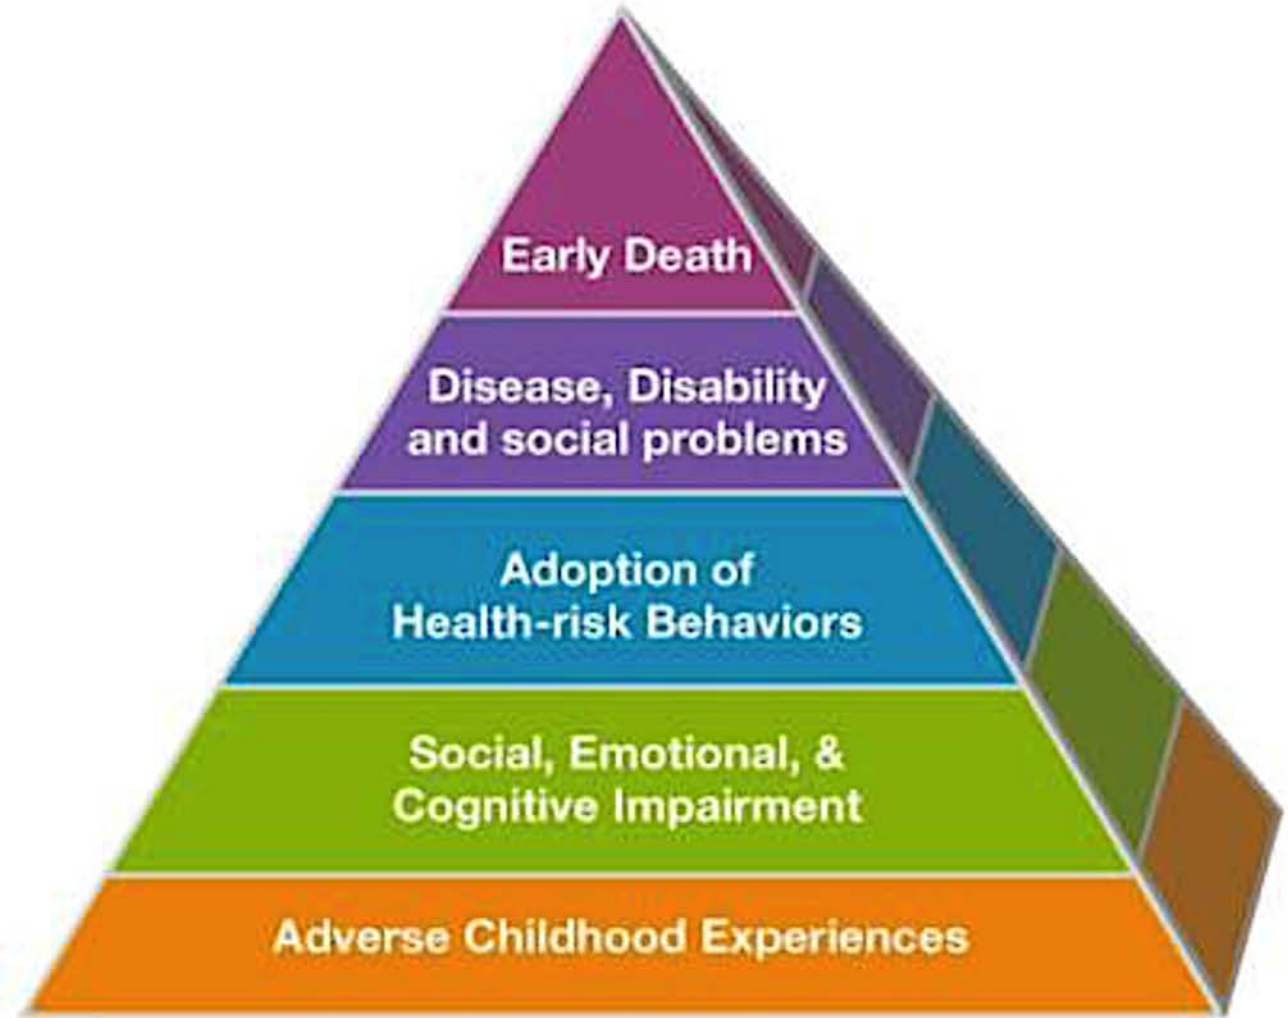 Early Death
Disease, Disability
and social problems
Adoption of
Health-risk Behaviors
Social, Emotional, &
Cognitive Impairment
Adverse Childhood Experiences